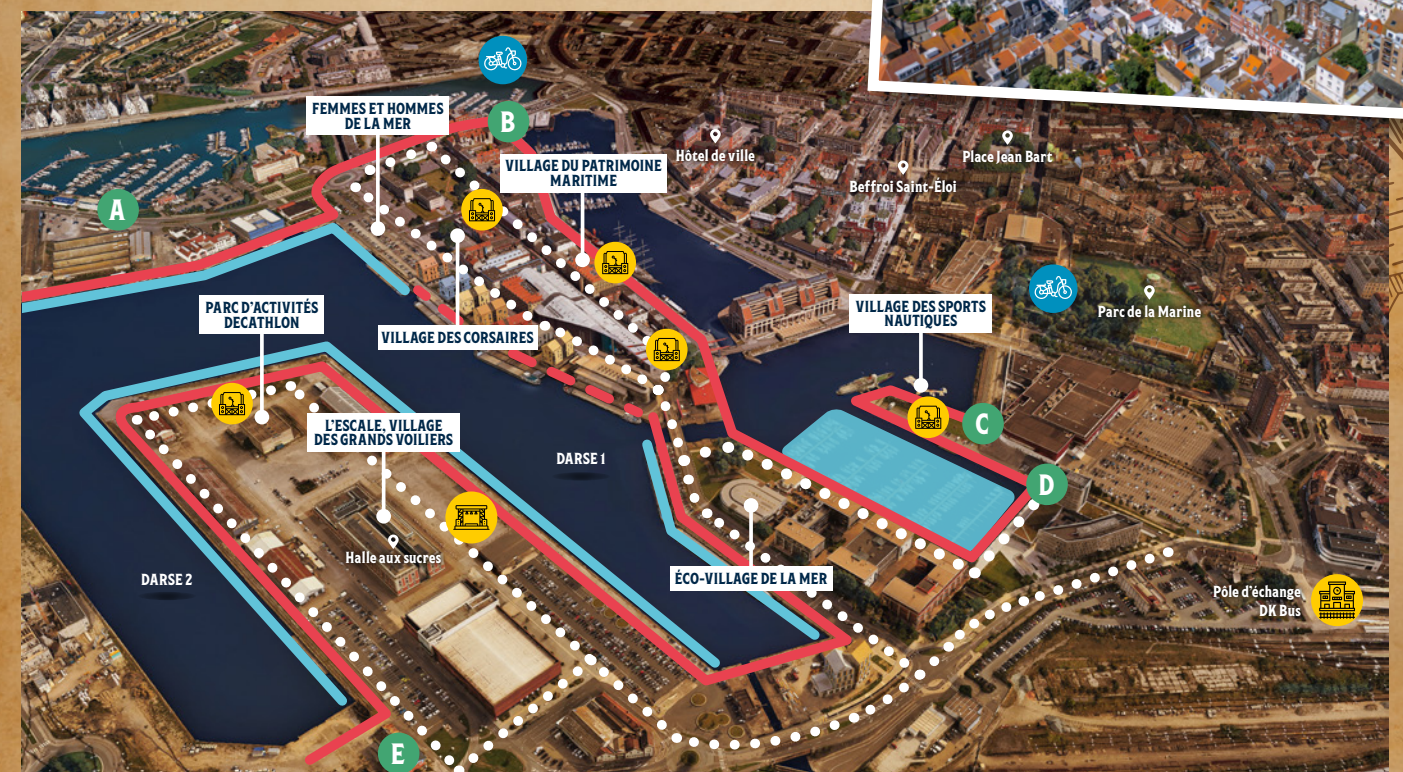 FEMMES ET HOMMES
DE LA MER
B
VILLAGE DU PATRIMOINE
MARITIME
Hôtel de ville
Place Jean Bart
Beffroi Saint-Éloi
A
PARC D'ACTIVITÉS
DECATHLON
VILLAGE DES CORSAIRES
VILLAGE DES SPORTS
NAUTIQUES
Parc de la Marine
L'ESCALE, VILLAGE
DES GRANDS VOILIERS
C
DARSE 1
D
Halle aux sucres
DARSE 2
ÉCO-VILLAGE DE LA MER
Pôle d'échange
DK Bus
E